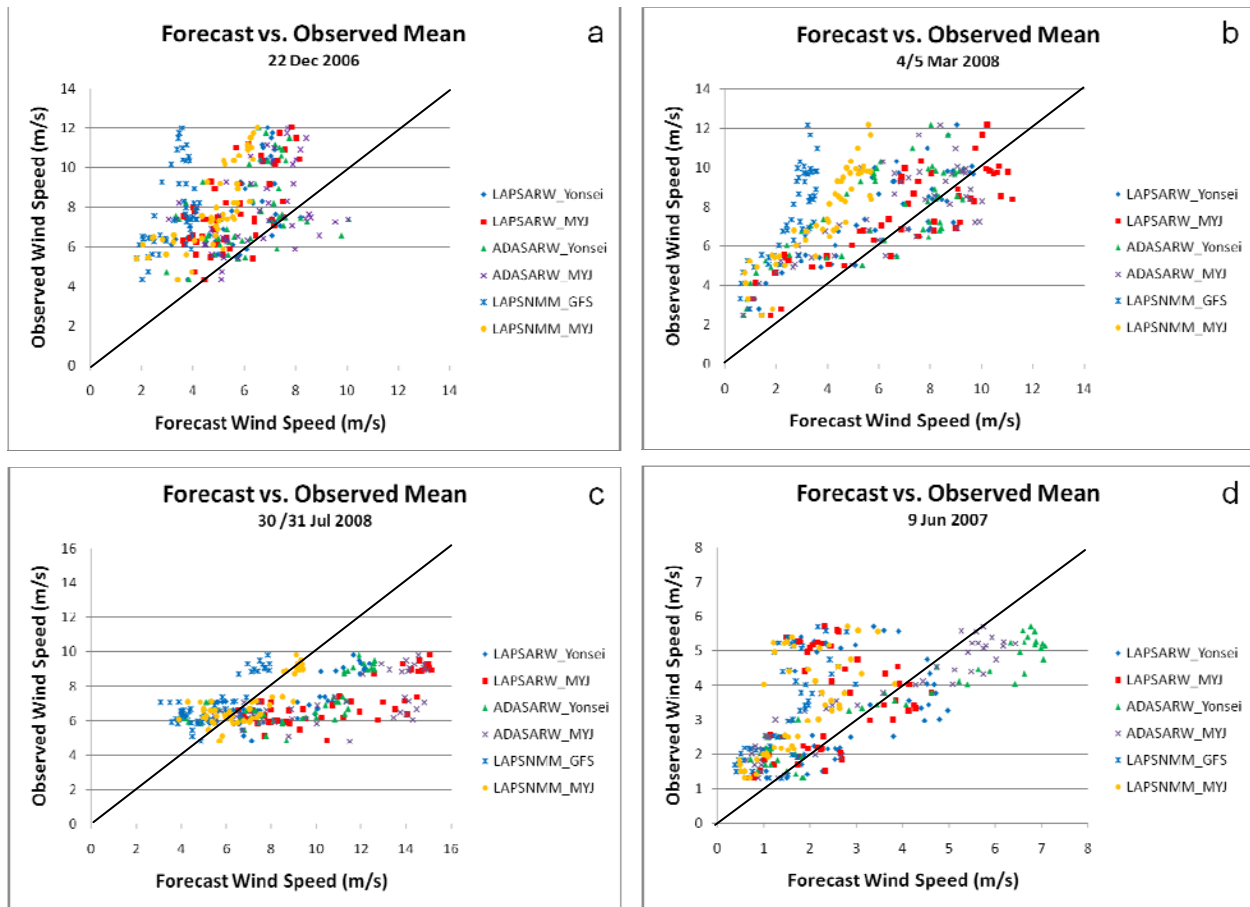 Forecast vs. Observed Mean
a
22 Dec 2006
Observed Wind Speed (m/s)
14
12
10
8
6
4
2
0
0 2 4 6 8 10 12 14
Forecast Wind Speed (m/s)
LAPSARW_Yonsei
LAPSARW_MYJ
ADASARW_Yonsei
ADASARW_MYJ
LAPSNMM_GFS
LAPSNMM_MYJ
Forecast vs. Observed Mean
b
4/5 Mar 2008
Observed Wind Speed (m/s)
14
12
10
8
6
4
2
0
0 2 4 6 8 10 12 14
Forecast Wind Speed (m/s)
LAPSARW_Yonsei
LAPSARW_MYJ
ADASARW_Yonsei
ADASARW_MYJ
LAPSNMM_GFS
LAPSNMM_MYJ
Forecast vs. Observed Mean
c
30 /31 Jul 2008
Observed Wind Speed (m/s)
16
14
12
10
8
6
4
2
0
0 2 4 6 8 10 12 14 16
Forecast Wind Speed (m/s)
LAPSARW_Yonsei
LAPSARW_MYJ
ADASARW_Yonsei
ADASARW_MYJ
LAPSNMM_GFS
LAPSNMM_MYJ
Forecast vs. Observed Mean
d
9 Jun 2007
Observed Wind Speed (m/s)
8
7
6
5
4
3
2
1
0
0 1 2 3 4 5 6 7 8
Forecast Wind Speed (m/s)
LAPSARW_Yonsei
LAPSARW_MYJ
ADASARW_Yonsei
ADASARW_MYJ
LAPSNMM_GFS
LAPSNMM_MYJ